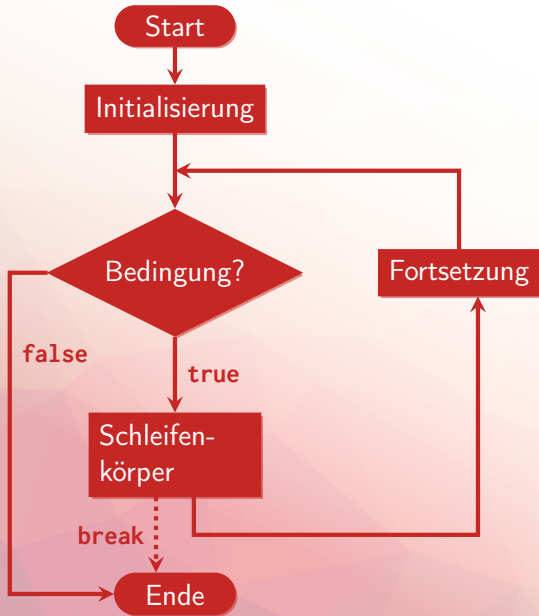 Start
Initialisierung
Bedingung?
Fortsetzung
false
true
Schleifen-
körper
break
Ende